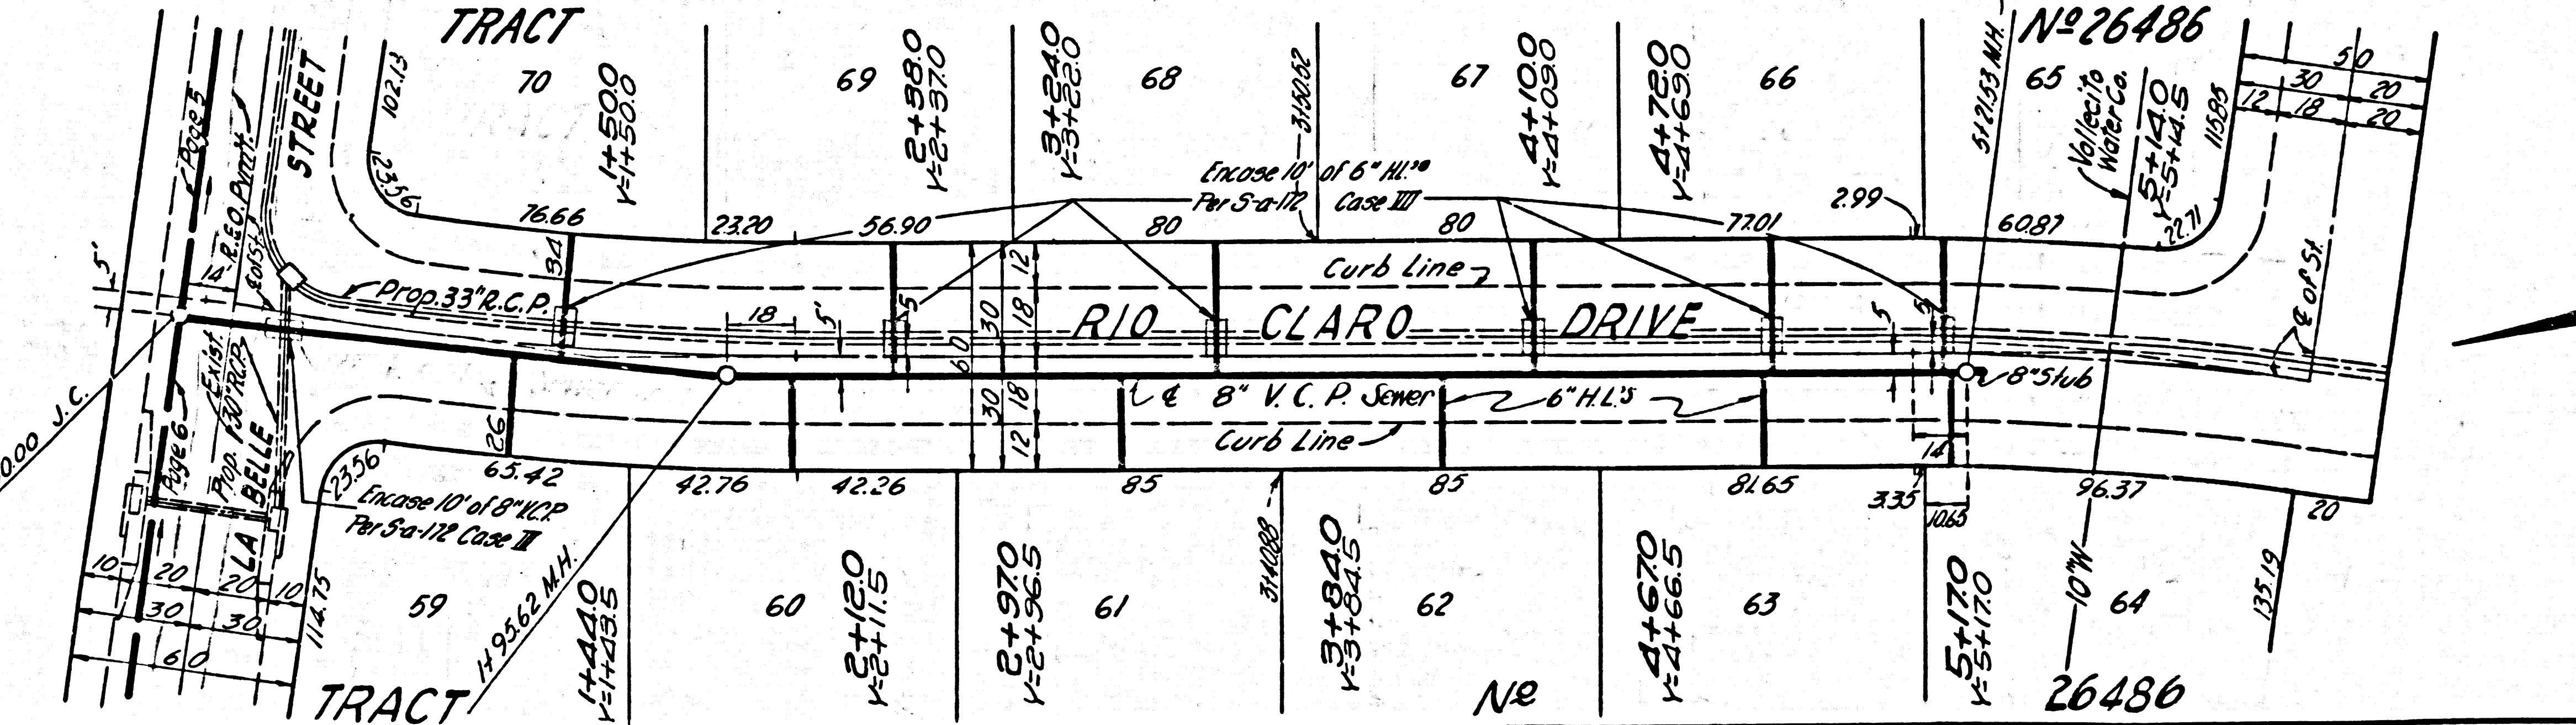 TRACT
Nº 26486
70
69
68
67
66
65
1+50.0
Y=1+50.0
2+38.0
Y=2+37.0
3+24.0
Y=3+22.0
4+10.0
Y=4+09.0
4+72.0
Y=4+69.0
5+14.0
Y=5+14.5
3+50.52
5+21.53 M.H.
Vallecito
Water Co.
50
30
20
12
18
20
115.85
22.71
Page 5
R.E.O. Pvmt.
STREET
102.13
23.56
76.66
23.20
56.90
80
80
77.01
2.99
60.87
Encase 10' of 6" H.L.'s
Per S-a-172 Case III
34
5'
14
Prop. 33" R.C.P.
Curb Line
RIO CLARO DRIVE
18
5'
5
60
30
30
12
18
18
12
5'
5
℄ of St.
℄ of St.
0.00 J.C.
℄ 8" V.C.P. Sewer
6" H.L.'s
8" Stub
Curb Line
Page 6
Exist.
Prop. 30" R.C.P.
LA BELLE
26
23.56
65.42
42.76
42.26
85
85
81.65
3.35
14
10.65
96.37
20
Encase 10' of 8" V.C.P.
Per S-a-172 Case III
10
20
20
10
30
30
60
114.75
1+95.62 M.H.
59
60
61
62
63
64
1+44.0
Y=1+43.5
2+12.0
Y=2+11.5
2+97.0
Y=2+96.5
3+40.88
3+84.0
Y=3+84.5
4+67.0
Y=4+66.5
5+17.0
Y=5+17.0
10"W
135.19
TRACT
Nº
26486